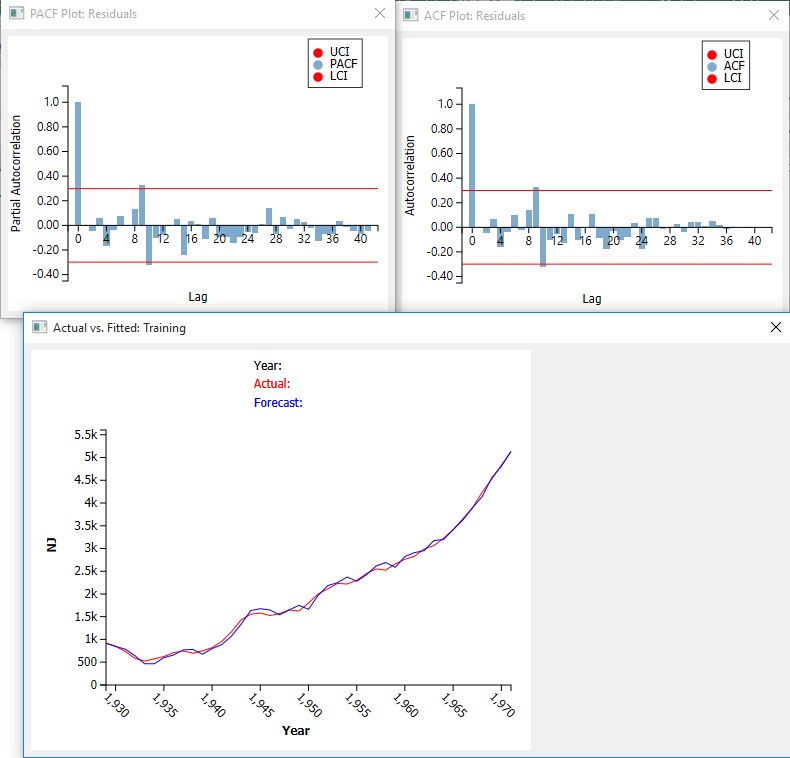 PACF Plot: Residuals
UCI
PACF
LCI
Partial Autocorrelation
1.0
0.80
0.60
0.40
0.20
0.00
-0.20
-0.40
0 4 8 12 16 20 24 28 32 36 40
Lag
ACF Plot: Residuals
UCI
ACF
LCI
Autocorrelation
1.0
0.80
0.60
0.40
0.20
0.00
-0.20
-0.40
0 4 8 12 16 20 24 28 32 36 40
Lag
Actual vs. Fitted: Training
Year:
Actual:
Forecast:
NJ
5.5k
5k
4.5k
4k
3.5k
3k
2.5k
2k
1.5k
1k
500
0
1,930 1,935 1,940 1,945 1,950 1,955 1,960 1,965 1,970
Year